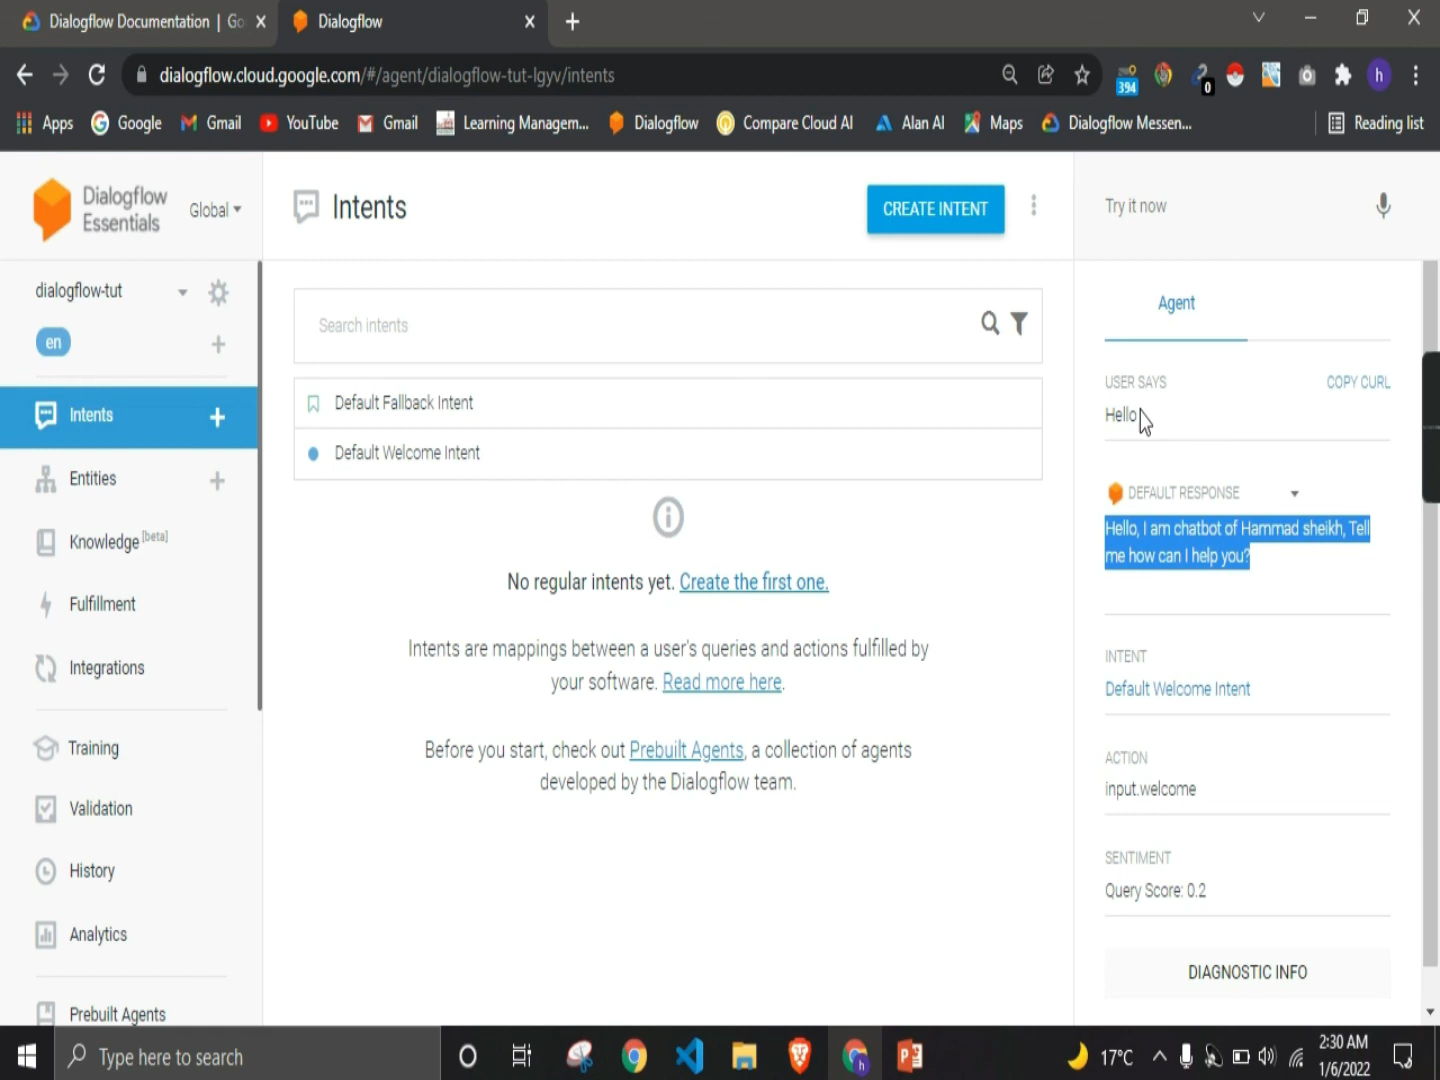 Dialogflow Documentation | Go
Dialogflow
dialogflow.cloud.google.com/#/agent/dialogflow-tut-lgyv/intents
394
0
h
Apps
Google
Gmail
YouTube
Gmail
Learning Managem...
Dialogflow
Compare Cloud AI
Alan AI
Maps
Dialogflow Messen...
Reading list
Dialogflow
Essentials
Global
Intents
CREATE INTENT
Try it now
dialogflow-tut
en
Intents
Entities
Knowledge [beta]
Fulfillment
Integrations
Training
Validation
History
Analytics
Prebuilt Agents
Search intents
Default Fallback Intent
Default Welcome Intent
No regular intents yet. Create the first one.
Intents are mappings between a user's queries and actions fulfilled by
your software. Read more here.
Before you start, check out Prebuilt Agents, a collection of agents
developed by the Dialogflow team.
Agent
USER SAYS
COPY CURL
Hello
DEFAULT RESPONSE
Hello, I am chatbot of Hammad sheikh, Tell
me how can I help you?
INTENT
Default Welcome Intent
ACTION
input.welcome
SENTIMENT
Query Score: 0.2
DIAGNOSTIC INFO
Type here to search
h
17°C
2:30 AM
1/6/2022